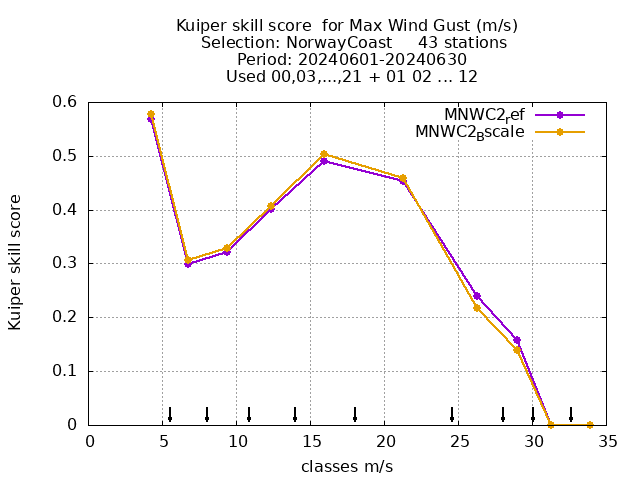 Kuiper skill score  for Max Wind Gust (m/s)
Selection: NorwayCoast     43 stations
Period: 20240601-20240630
Used 00,03,...,21 + 01 02 ... 12
MNWC2ref
MNWC2Bscale
Kuiper skill score
0.6
0.5
0.4
0.3
0.2
0.1
0
0 5 10 15 20 25 30 35
classes m/s